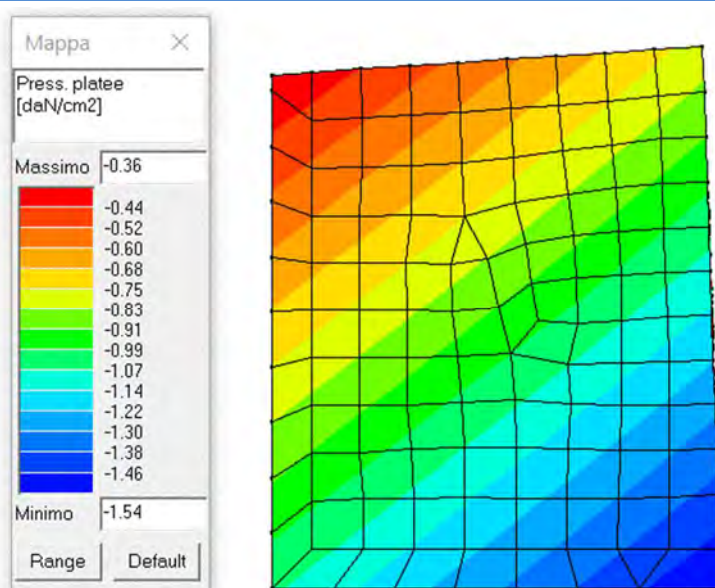 Mappa
Press. platee
[daN/cm2]
Massimo -0.36
-0.44
-0.52
-0.60
-0.68
-0.75
-0.83
-0.91
-0.99
-1.07
-1.14
-1.22
-1.30
-1.38
-1.46
Minimo -1.54
Range Default